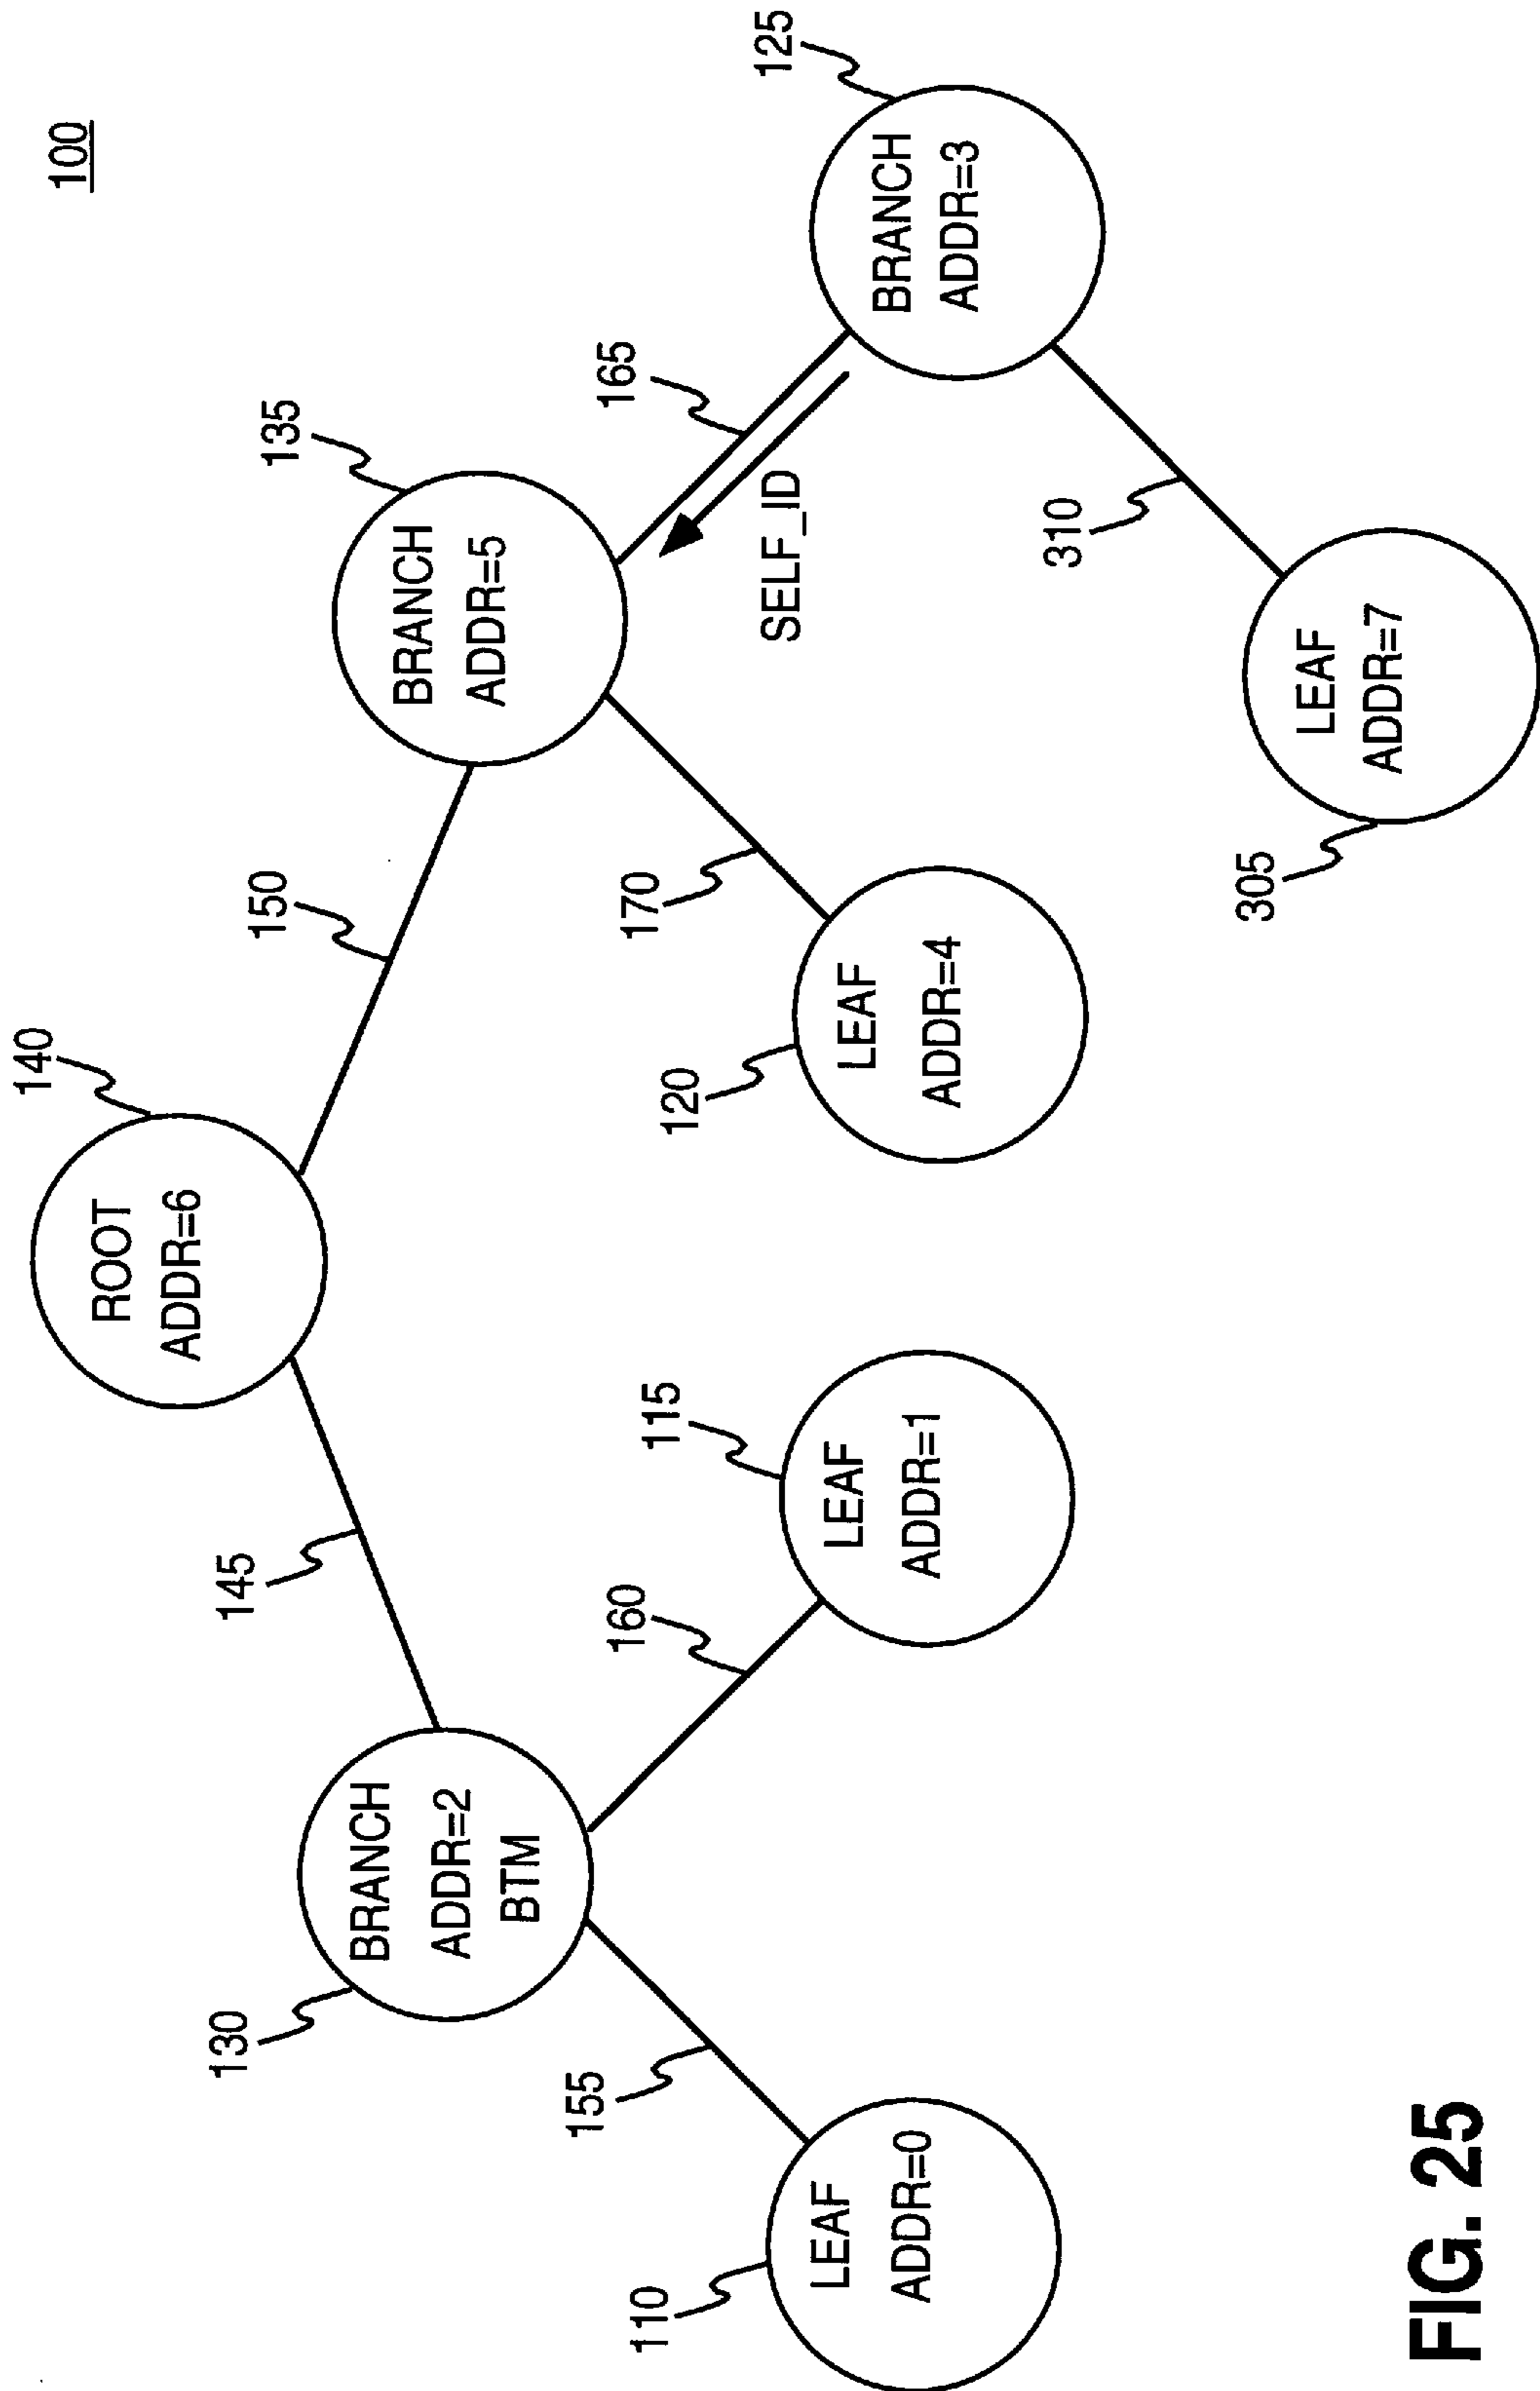 100
140
ROOT
ADDR=6
145
150
130
BRANCH
ADDR=2
BTM
135
BRANCH
ADDR=5
155
160
170
165
SELF_ID
110
LEAF
ADDR=0
115
LEAF
ADDR=1
120
LEAF
ADDR=4
125
BRANCH
ADDR=3
310
305
LEAF
ADDR=7
FIG. 25